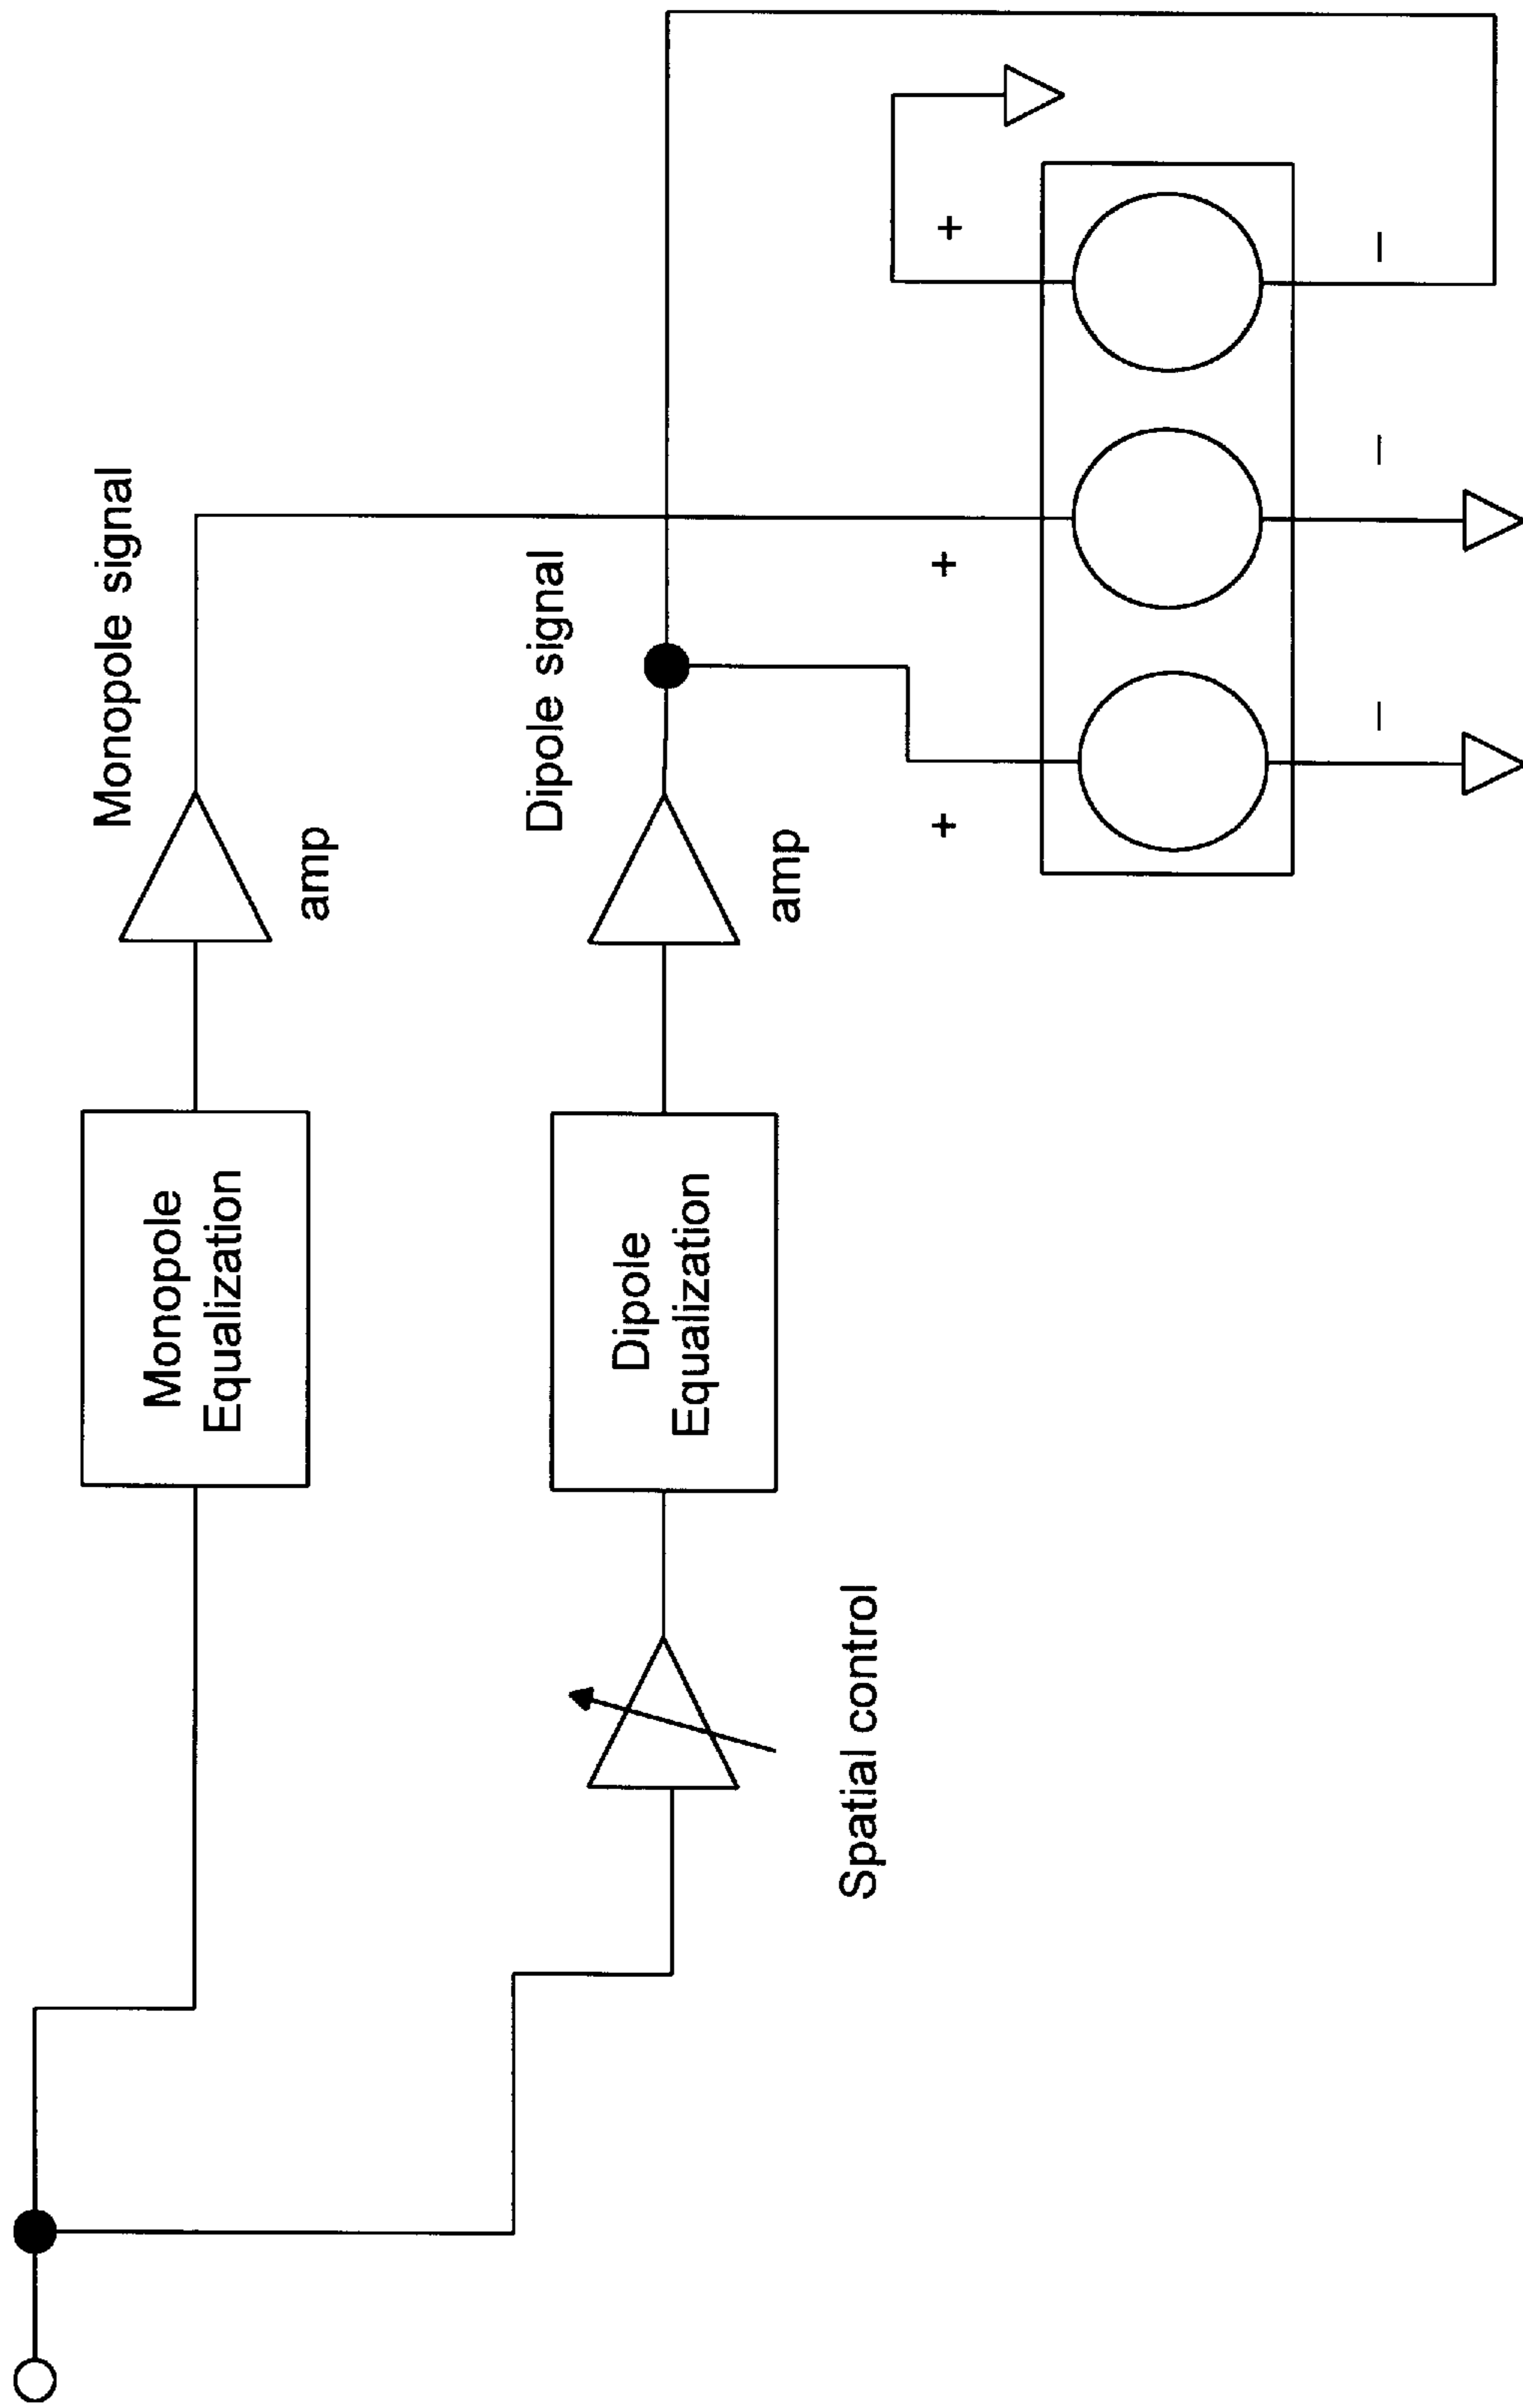 Monopole signal
Monopole
Equalization
amp
Dipole signal
Dipole
Equalization
amp
Spatial control
+
+
+
−
−
−